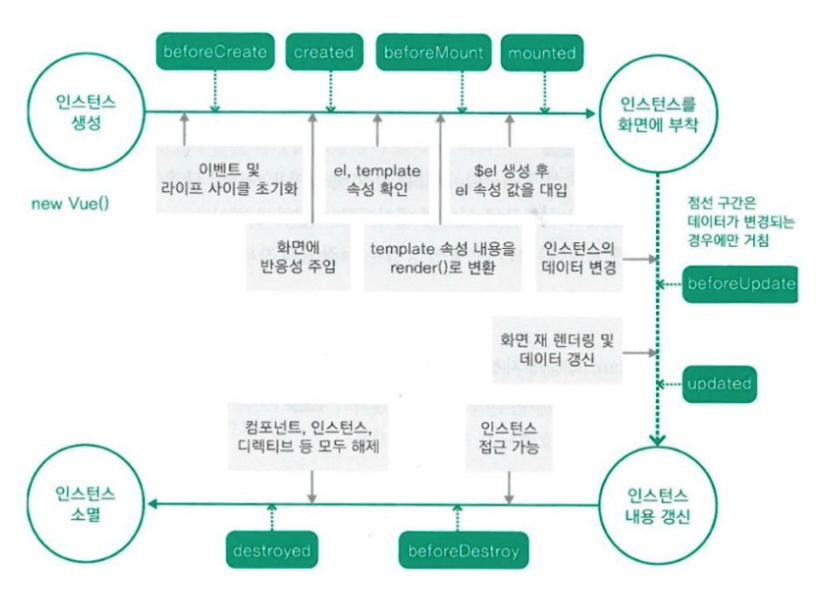 beforeCreate
created
beforeMount
mounted
인스턴스
생성
인스턴스를
화면에 부착
이벤트 및
라이프 사이클 초기화
el, template
속성 확인
$el 생성 후
el 속성 값을 대입
new Vue()
화면에
반응성 주입
template 속성 내용을
render()로 변환
인스턴스의
데이터 변경
점선 구간은
데이터가 변경되는
경우에만 거침
beforeUpdate
화면 재 렌더링 및
데이터 갱신
updated
컴포넌트, 인스턴스,
디렉티브 등 모두 해제
인스턴스
접근 가능
인스턴스
소멸
인스턴스
내용 갱신
destroyed
beforeDestroy